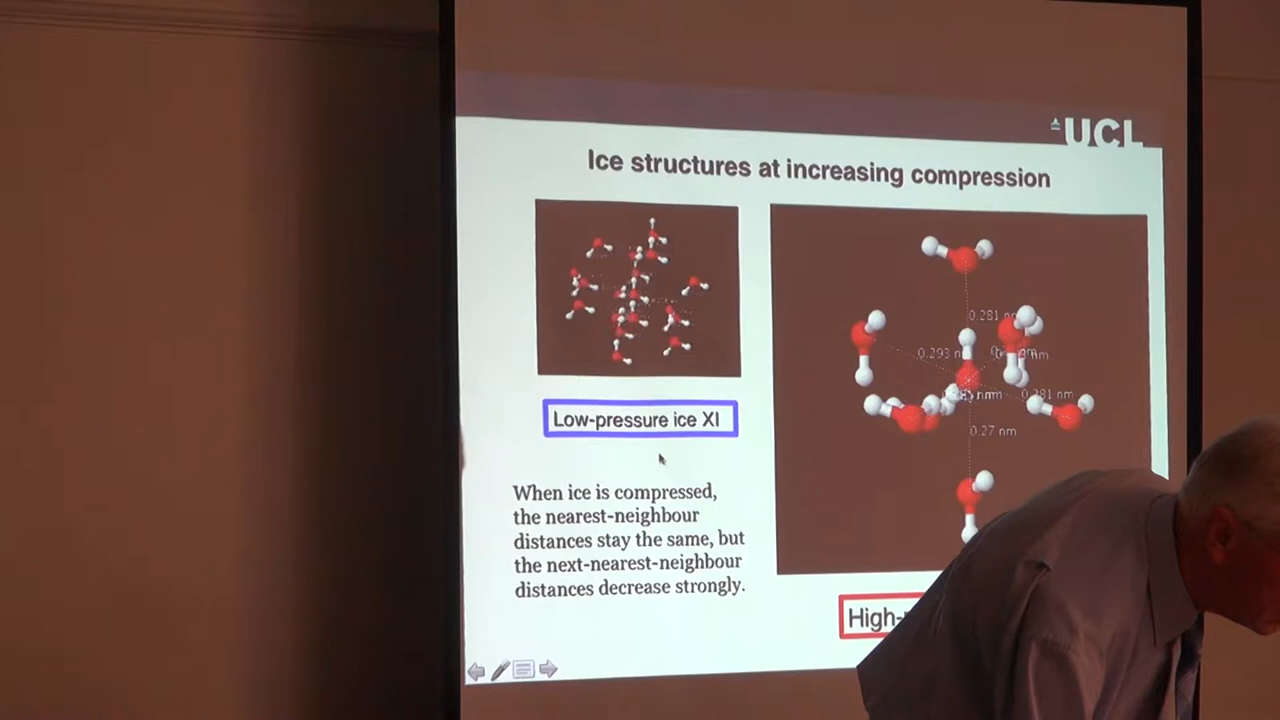 UCL
Ice structures at increasing compression
0.281
0.293 n
nm
nm
0.281 nm
0.27 nm
Low-pressure ice XI
When ice is compressed,
the nearest-neighbour
distances stay the same, but
the next-nearest-neighbour
distances decrease strongly.
High-